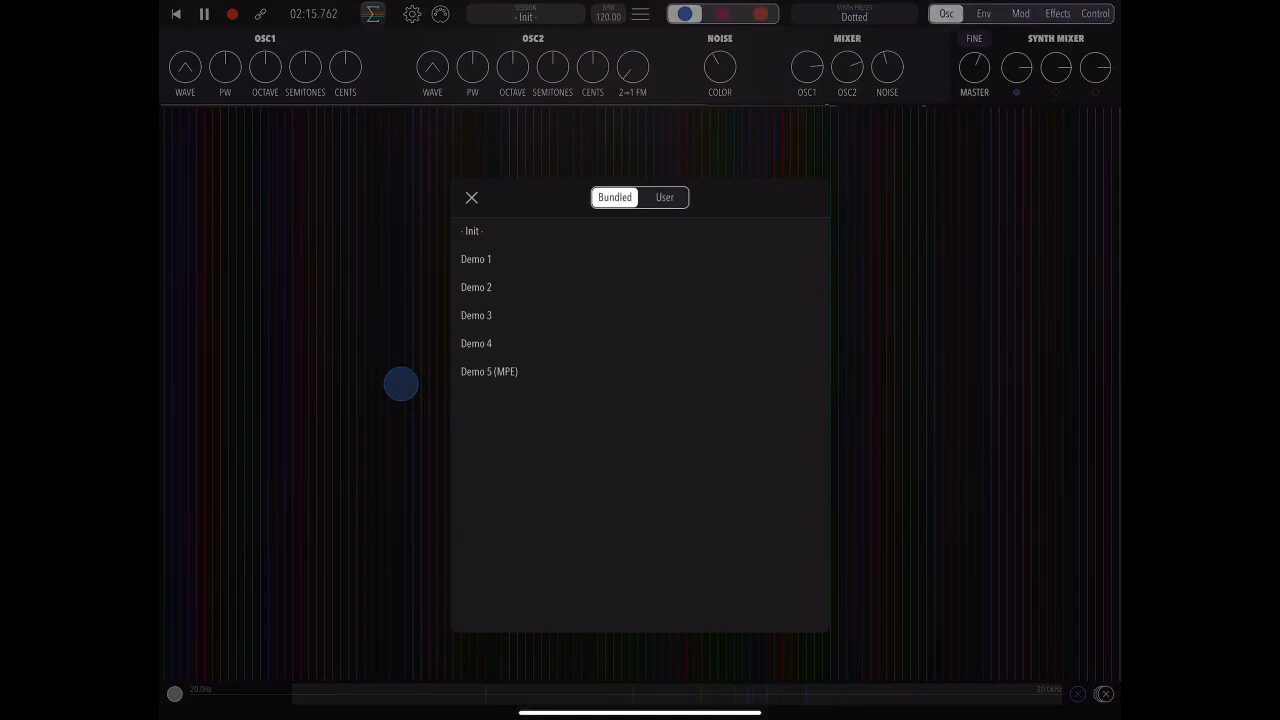 02:15.762
SESSION
- Init -
BPM
120.00
SYNTH PRESET
Dotted
Osc Env Mod Effects Control
OSC1 OSC2 NOISE MIXER FINE SYNTH MIXER
WAVE PW OCTAVE SEMITONES CENTS WAVE PW OCTAVE SEMITONES CENTS 2→1 FM COLOR OSC1 OSC2 NOISE MASTER
Bundled User
- Init -
Demo 1
Demo 2
Demo 3
Demo 4
Demo 5 (MPE)
20.0Hz 20.0kHz